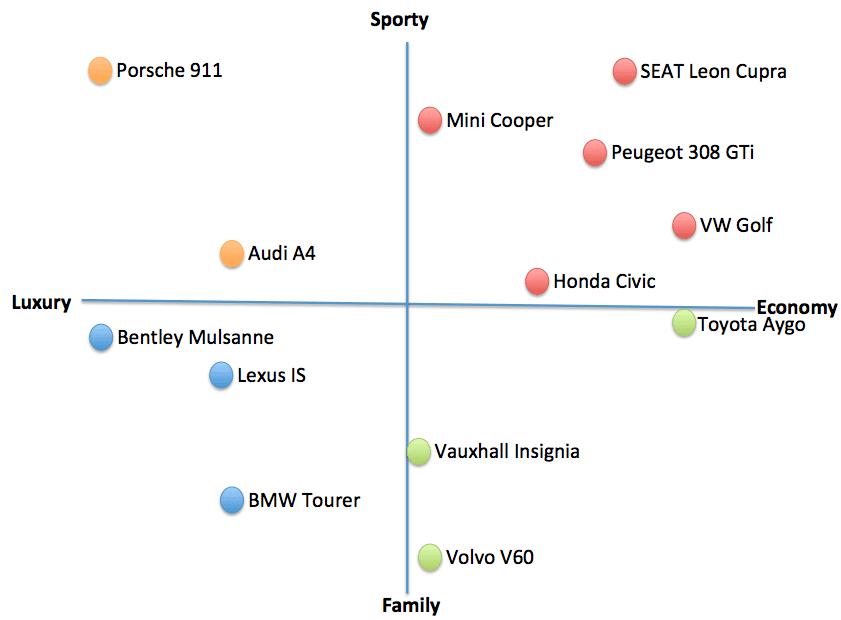 Sporty
Porsche 911
SEAT Leon Cupra
Mini Cooper
Peugeot 308 GTi
VW Golf
Audi A4
Honda Civic
Luxury
Economy
Toyota Aygo
Bentley Mulsanne
Lexus IS
Vauxhall Insignia
BMW Tourer
Volvo V60
Family